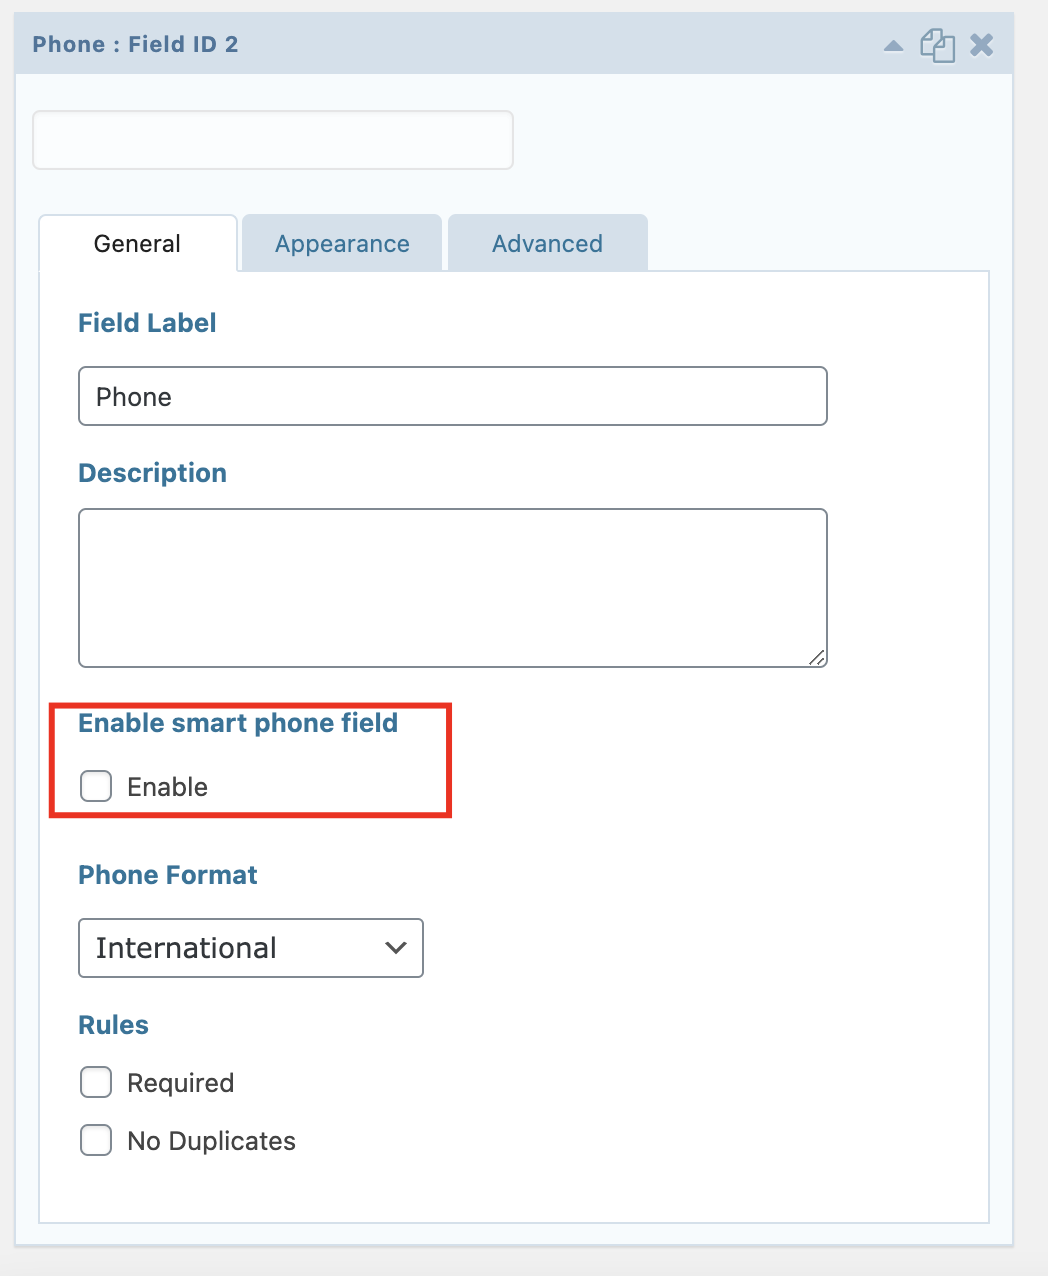 Phone : Field ID 2
General
Appearance
Advanced
Field Label
Phone
Description
Enable smart phone field
Enable
Phone Format
International
Rules
Required
No Duplicates